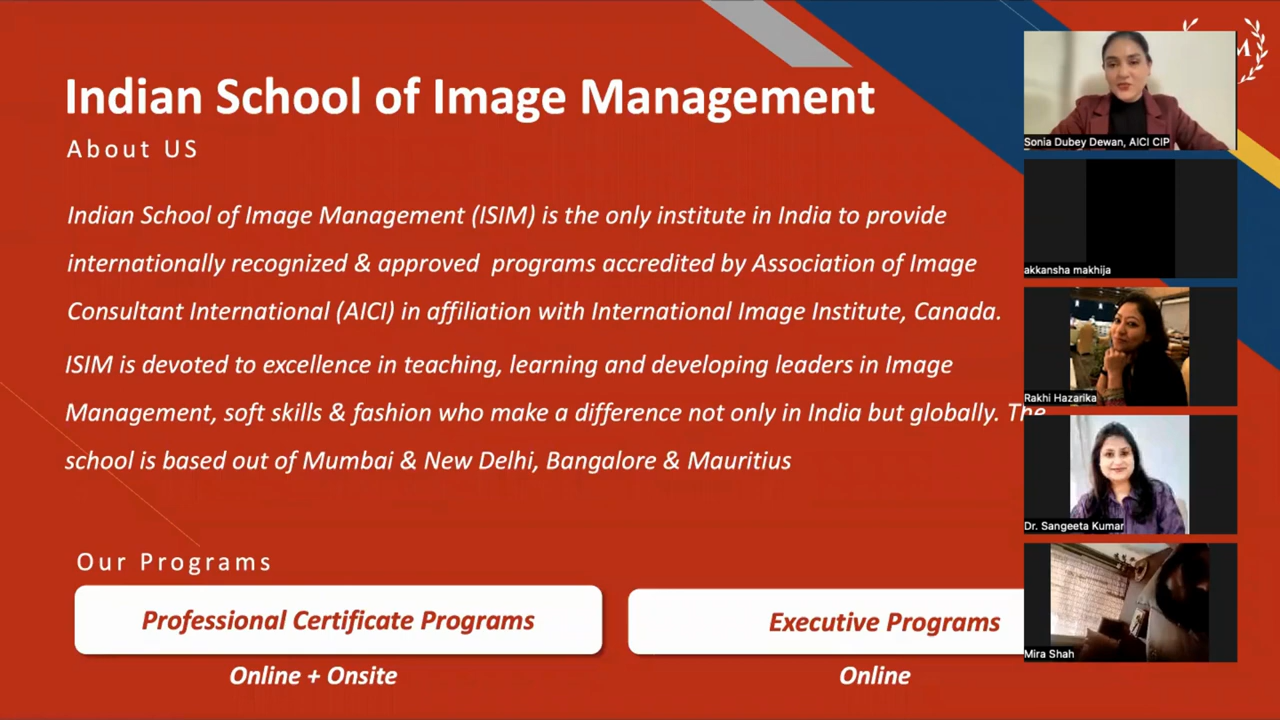 Indian School of Image Management
About US
Indian School of Image Management (ISIM) is the only institute in India to provide
internationally recognized & approved programs accredited by Association of Image
Consultant International (AICI) in affiliation with International Image Institute, Canada.
ISIM is devoted to excellence in teaching, learning and developing leaders in Image
Management, soft skills & fashion who make a difference not only in India but globally. The
school is based out of Mumbai & New Delhi, Bangalore & Mauritius
Our Programs
Professional Certificate Programs
Executive Programs
Online + Onsite
Online
Sonia Dubey Dewan, AICI CIP
akkansha makhija
Rakhi Hazarika
Dr. Sangeeta Kumar
Mira Shah